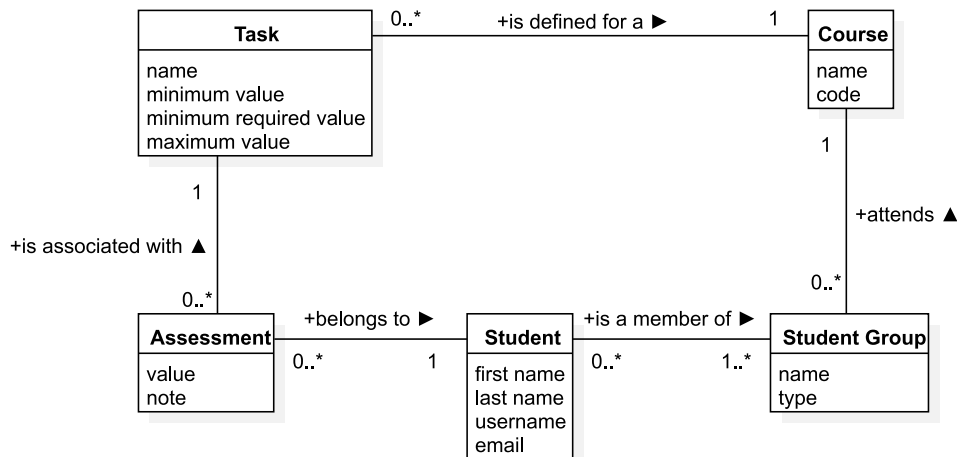 0..* +is defined for a ► 1
Task
name
minimum value
minimum required value
maximum value
Course
name
code
1
1
+is associated with ▲
+attends ▲
0..*
0..*
+belongs to ►
+is a member of ►
Assessment
value
note
0..* 1
Student
first name
last name
username
email
0..* 1..*
Student Group
name
type